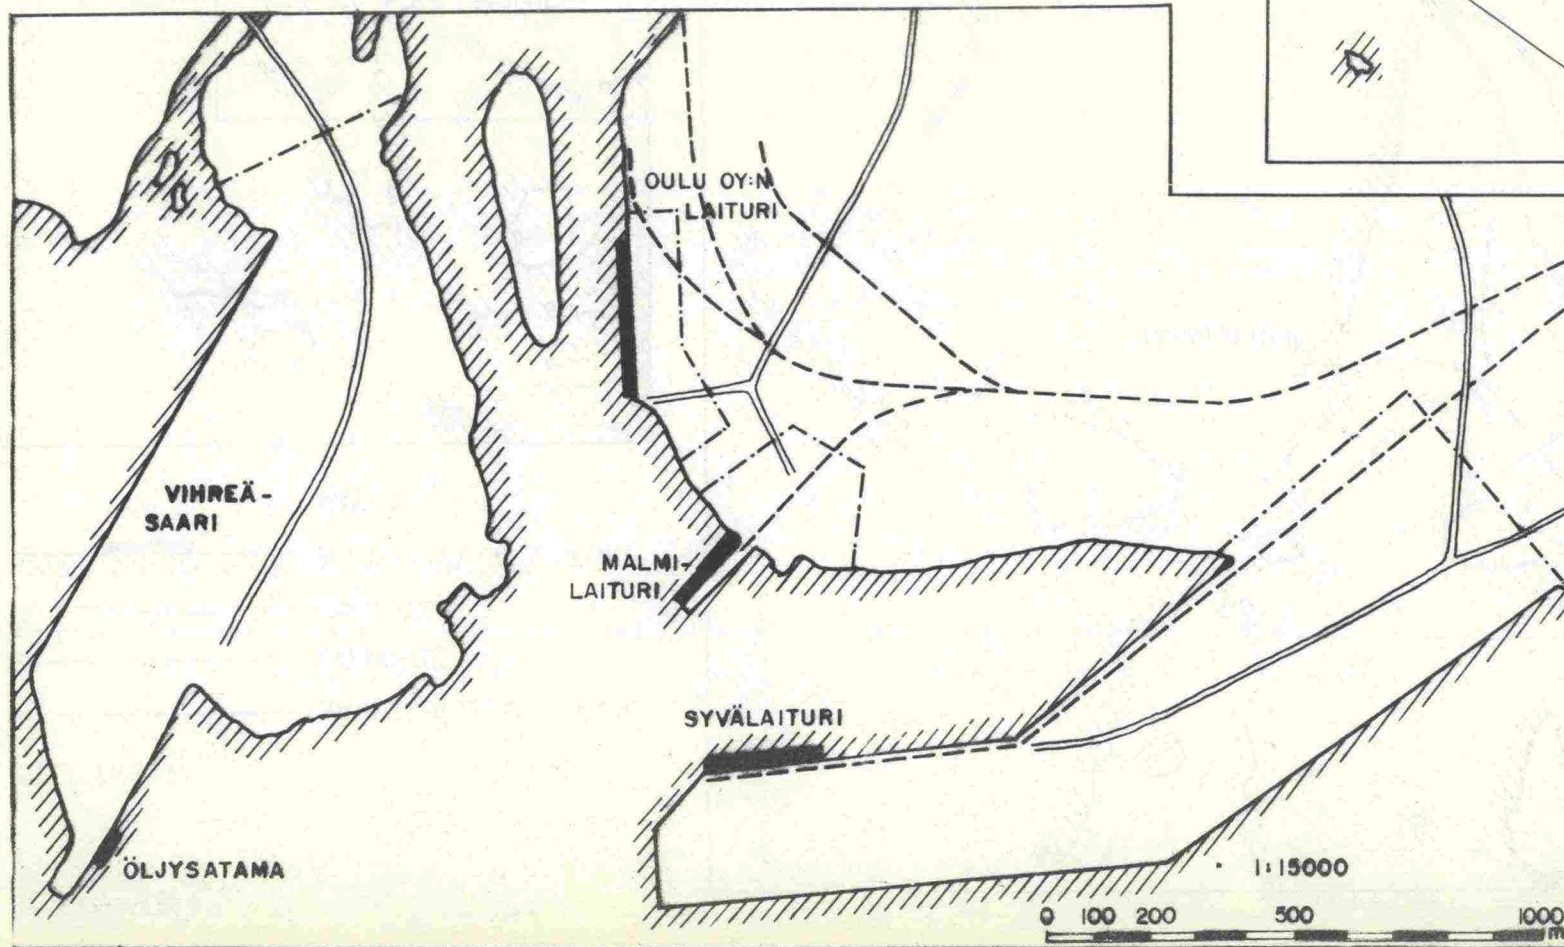 OULU OY:N
LAITURI
VIHREÄ-
SAARI
MALMI-
LAITURI
SYVÄLAITURI
ÖLJYSATAMA
1:15000
0 100 200 500 1000
m